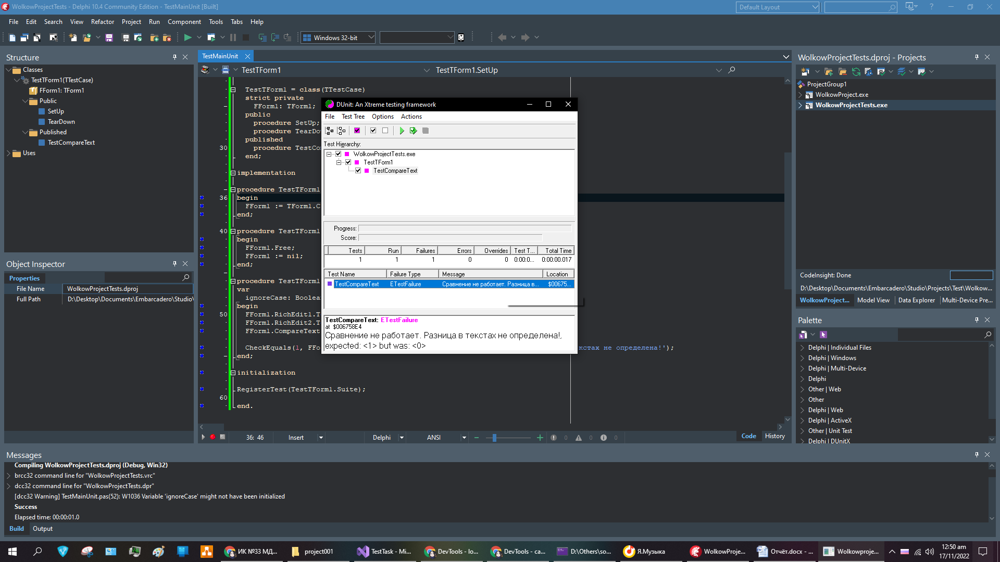 WolkowProjectTests - Delphi 10.4 Community Edition - TestMainUnit [Built]
Default Layout
File Edit Search View Refactor Project Run Component Tools Tabs Help
Windows 32-bit
Structure
Classes
TestTForm1(TTestCase)
FForm1: TForm1
Public
SetUp
TearDown
Published
TestCompareText
Uses
Object Inspector
Properties
File Name WolkowProjectTests.dproj
Full Path D:\Desktop\Documents\Embarcadero\Studio\
TestMainUnit
TestTForm1
TestTForm1.SetUp
TestTForm1 = class(TTestCase)
strict private
FForm1: TForm1;
public
procedure SetUp;
procedure
published
30 procedure
end;
implementation
procedure TestTForm1
36 begin
FForm1 := TForm1.
end;
40 procedure TestTForm1
begin
FForm1.Free;
FForm1 := nil;
end;
procedure TestTForm1
var
ignoreCase:
begin
50 FForm1.RichEdit1.
FForm1.RichEdit2.
FForm1.CompareText
CheckEquals(1, не определена!');
end;
initialization
RegisterTest(TestTForm1.Suite);
60
end.
36: 46 Insert Delphi ANSI 0 0 0
Code History
DUnit: An Xtreme testing framework
File Test Tree Options Actions
Test Hierarchy:
WolkowProjectTests.exe
TestTForm1
TestCompareText
Progress:
Score:
Tests Run Failures Errors Overrides Test T... Total Time
1 1 1 0 0 0:00:0... 0:00:00.017
Test Name Failure Type Message Location
TestCompareText ETestFailure Сравнение не работает. Разница в... $00675...
TestCompareText: ETestFailure
at $006758E4
Сравнение не работает. Разница в текстах не определена!,
expected: <1> but was: <0>
WolkowProjectTests.dproj - Projects
ProjectGroup1
WolkowProject.exe
WolkowProjectTests.exe
CodeInsight: Done
D:\Desktop\Documents\Embarcadero\Studio\Projects\Test\Wolkow...
WolkowProject... Model View Data Explorer Multi-Device Pre...
Palette
Delphi | Individual Files
Delphi | Windows
Delphi | Multi-Device
Delphi
Other | Web
Other
Delphi | Web
Delphi | ActiveX
Other | Unit Test
Delphi | DUnitX
Messages
Compiling WolkowProjectTests.dproj (Debug, Win32)
brcc32 command line for "WolkowProjectTests.vrc"
dcc32 command line for "WolkowProjectTests.dpr"
[dcc32 Warning] TestMainUnit.pas(52): W1036 Variable 'ignoreCase' might not have been initialized
Success
Elapsed time: 00:00:01.0
Build Output
ИК №33 МД... project001 TestTask - Mi... DevTools - lo... DevTools - ca... D:\Others\so... Я.Музыка WolkowProje... Отчёт.docx - ... Wolkowproje...
12:50 am
17/11/2022